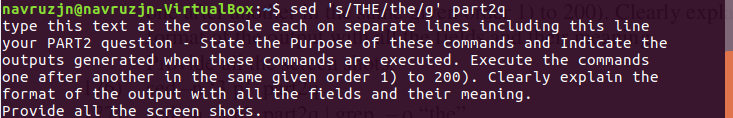 navruzjn@navruzjn-VirtualBox:~$ sed 's/THE/the/g' part2q
type this text at the console each on separate lines including this line
your PART2 question - State the Purpose of these commands and Indicate the
outputs generated when these commands are executed. Execute the commands
one after another in the same given order 1) to 200). Clearly explain the
format of the output with all the fields and their meaning.
Provide all the screen shots.